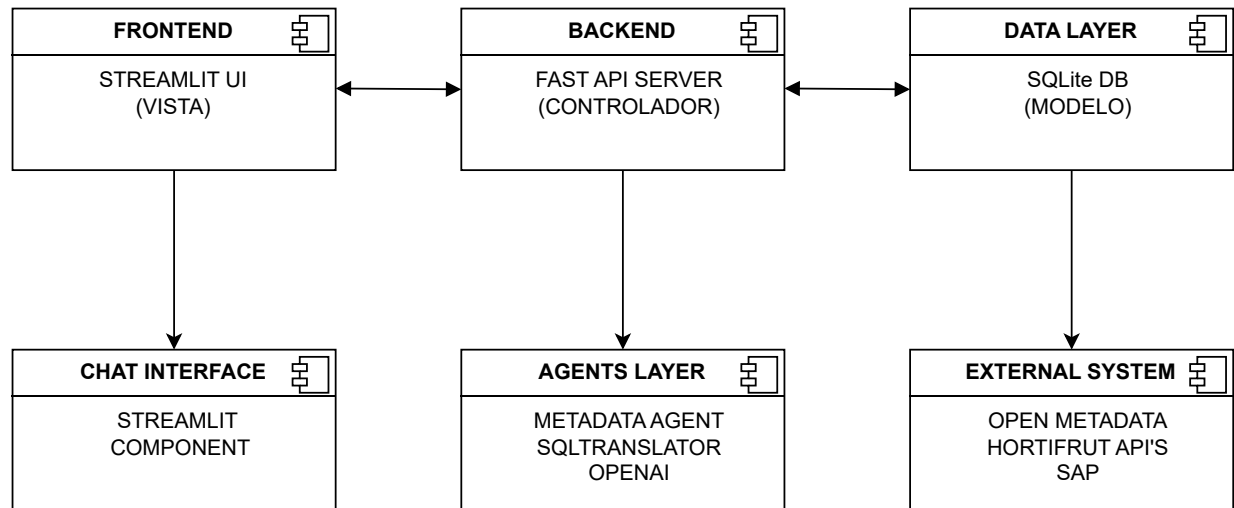 FRONTEND
STREAMLIT UI
(VISTA)
BACKEND
FAST API SERVER
(CONTROLADOR)
DATA LAYER
SQLite DB
(MODELO)
CHAT INTERFACE
STREAMLIT
COMPONENT
AGENTS LAYER
METADATA AGENT
SQLTRANSLATOR
OPENAI
EXTERNAL SYSTEM
OPEN METADATA
HORTIFRUT API'S
SAP